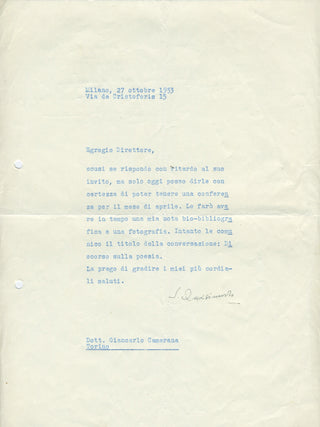 Milano, 27 ottobre 1953
Via de Cristoforis 15
Egregio Direttore,
scusi se rispondo con ritardo al suo
invito, ma solo oggi posso dirle con
certezza di poter tenere una conferen
za per il mese di aprile. Le farò ave
re in tempo una mia nota bio-bibliogra
fica e una fotografia. Intanto le comu
nico il titolo della conversazione: Di
scorso sulla poesia.
La prego di gradire i miei più cordia-
li saluti.
S. Quasimodo
Dott. Giancarlo Camerana
Torino